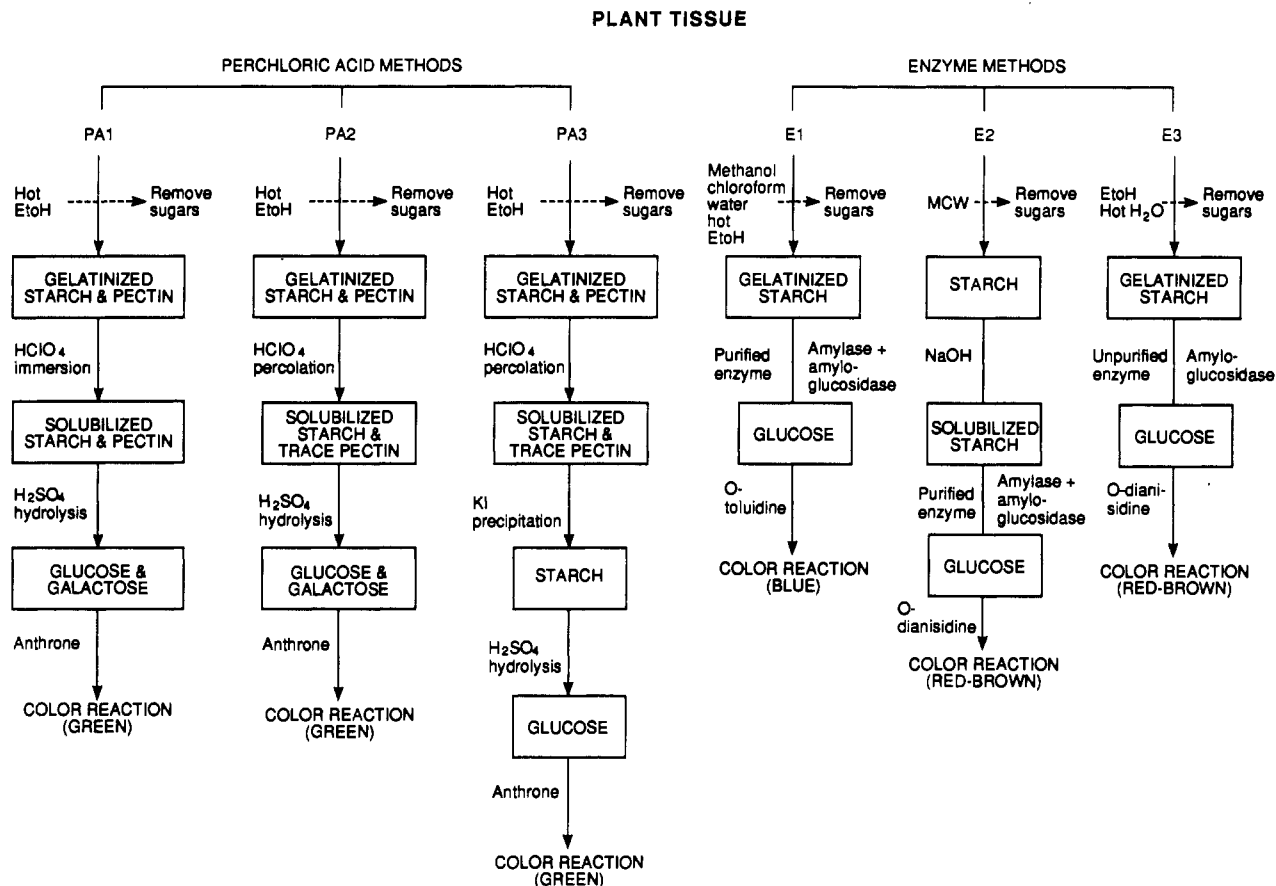 PLANT TISSUE
PERCHLORIC ACID METHODS
PA1
Hot
EtoH
Remove
sugars
GELATINIZED
STARCH & PECTIN
HClO4
immersion
SOLUBILIZED
STARCH & PECTIN
H2SO4
hydrolysis
GLUCOSE &
GALACTOSE
Anthrone
COLOR REACTION
(GREEN)
PA2
Hot
EtoH
Remove
sugars
GELATINIZED
STARCH & PECTIN
HClO4
percolation
SOLUBILIZED
STARCH &
TRACE PECTIN
H2SO4
hydrolysis
GLUCOSE &
GALACTOSE
Anthrone
COLOR REACTION
(GREEN)
PA3
Hot
EtoH
Remove
sugars
GELATINIZED
STARCH & PECTIN
HClO4
percolation
SOLUBILIZED
STARCH &
TRACE PECTIN
KI
precipitation
STARCH
H2SO4
hydrolysis
GLUCOSE
Anthrone
COLOR REACTION
(GREEN)
ENZYME METHODS
E1
Methanol
chloroform
water
hot
EtoH
Remove
sugars
GELATINIZED
STARCH
Purified
enzyme
Amylase +
amylo-
glucosidase
GLUCOSE
O-
toluidine
COLOR REACTION
(BLUE)
E2
MCW
Remove
sugars
STARCH
NaOH
SOLUBILIZED
STARCH
Purified
enzyme
Amylase +
amylo-
glucosidase
GLUCOSE
O-
dianisidine
COLOR REACTION
(RED-BROWN)
E3
EtoH
Hot H2O
Remove
sugars
GELATINIZED
STARCH
Unpurified
enzyme
Amylo-
glucosidase
GLUCOSE
O-diani-
sidine
COLOR REACTION
(RED-BROWN)